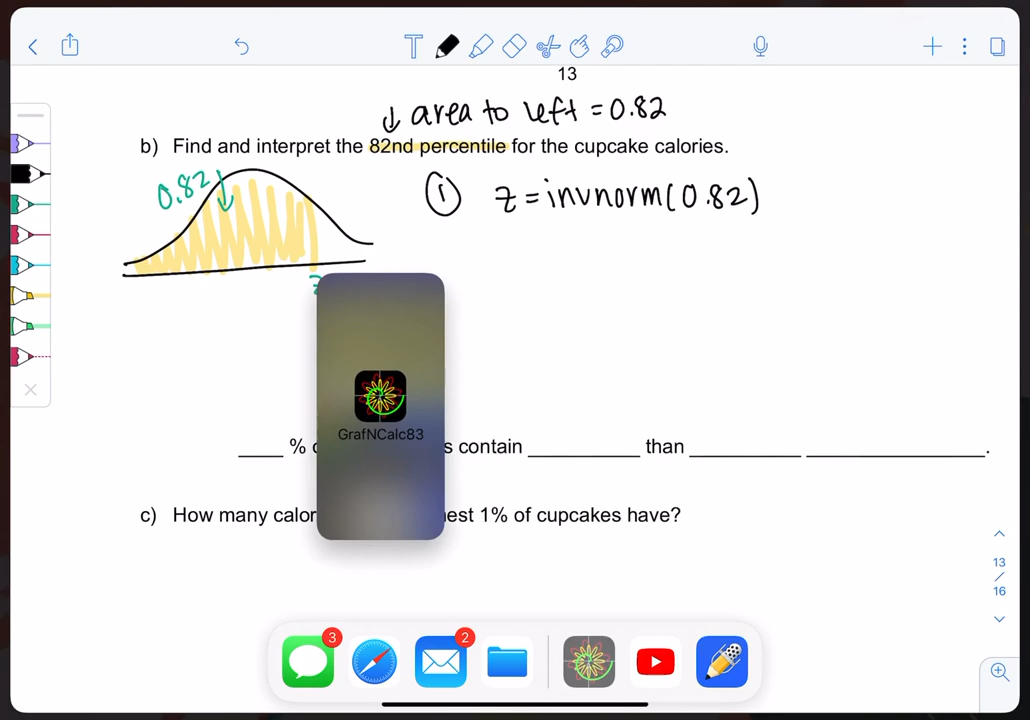 13
↓ area to left = 0.82
b) Find and interpret the 82nd percentile for the cupcake calories.
0.82
① z = invnorm(0.82)
GrafNCalc83
____ % s contain __________ than __________ ________________.
c) How many calor est 1% of cupcakes have?
13
/
16
3
2